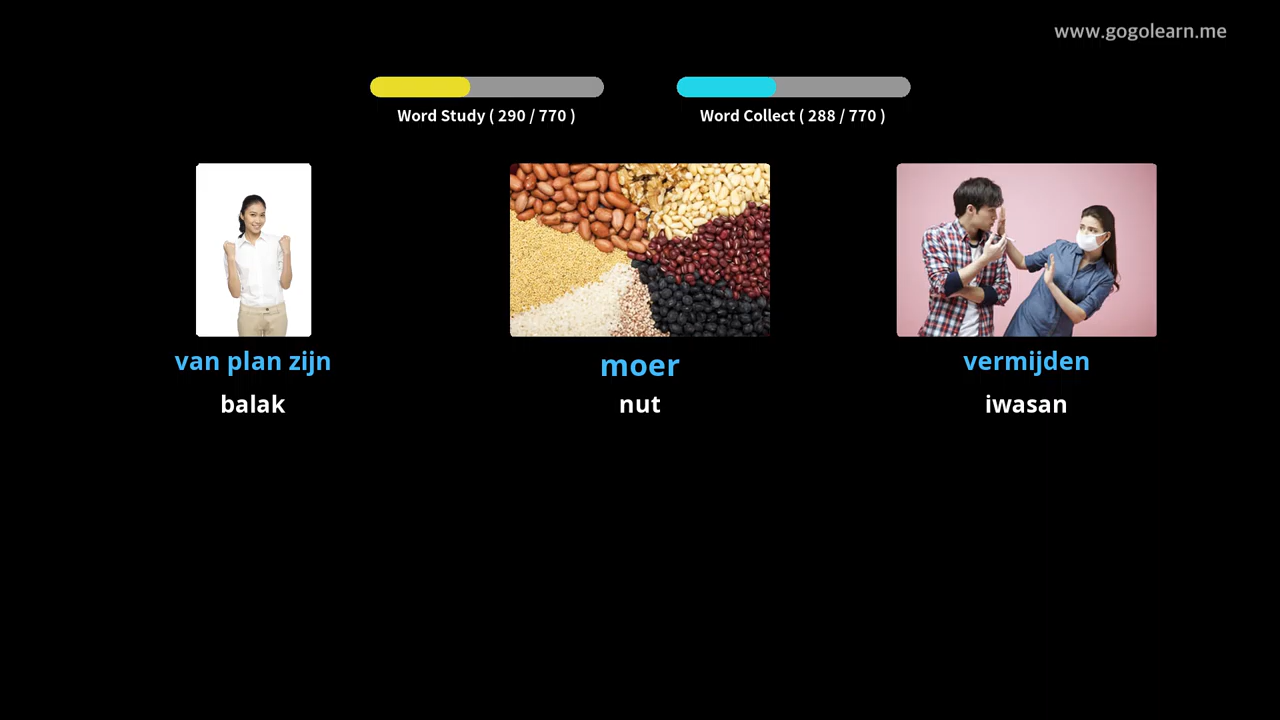 www.gogolearn.me
Word Study ( 290 / 770 )
Word Collect ( 288 / 770 )
van plan zijn
moer
vermijden
balak
nut
iwasan